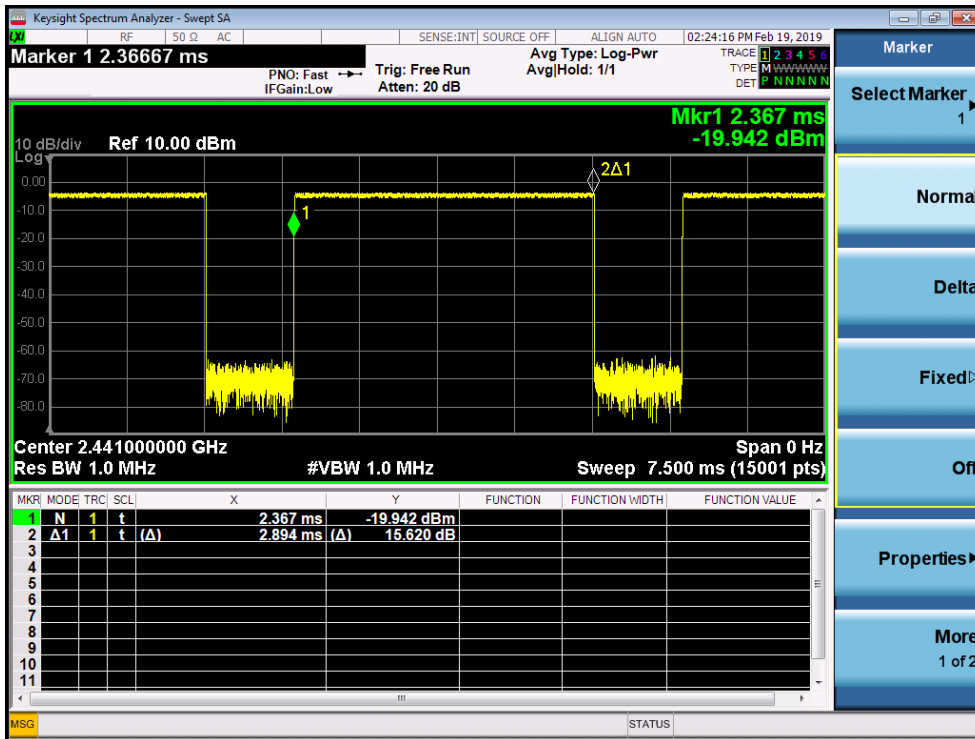 Keysight Spectrum Analyzer - Swept SA
LXI RF 50 Ω AC SENSE:INT SOURCE OFF ALIGN AUTO 02:24:16 PM Feb 19, 2019
Marker 1 2.36667 ms
PNO: Fast
IFGain:Low
Trig: Free Run
Atten: 20 dB
Avg Type: Log-Pwr
Avg|Hold: 1/1
TRACE 1 2 3 4 5 6
TYPE M W W W W W
DET P N N N N N
Mkr1 2.367 ms
-19.942 dBm
10 dB/div Ref 10.00 dBm
Log
0.00
-10.0
-20.0
-30.0
-40.0
-50.0
-60.0
-70.0
-80.0
1
2Δ1
Center 2.441000000 GHz Span 0 Hz
Res BW 1.0 MHz #VBW 1.0 MHz Sweep 7.500 ms (15001 pts)
MKR MODE TRC SCL X Y FUNCTION FUNCTION WIDTH FUNCTION VALUE
1 N 1 t 2.367 ms -19.942 dBm
2 Δ1 1 t (Δ) 2.894 ms (Δ) 15.620 dB
3
4
5
6
7
8
9
10
11
MSG STATUS
Marker
Select Marker
1
Normal
Delta
Fixed
Off
Properties
More
1 of 2